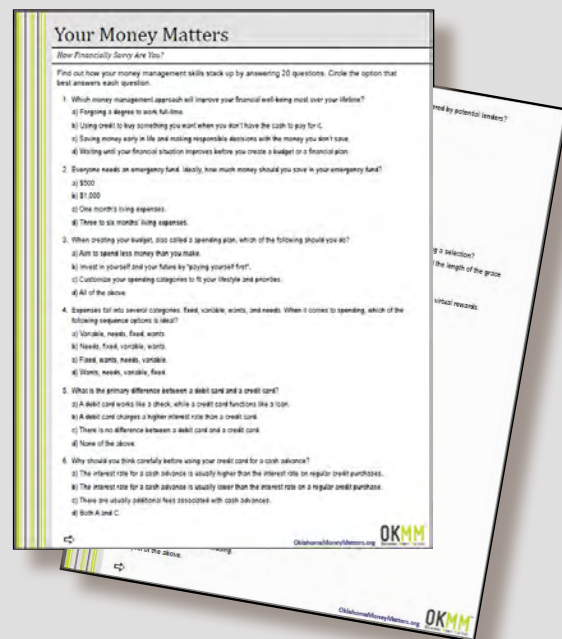 Your Money Matters
How Financially Savvy Are You?
Find out how your money management skills stack up by answering 20 questions. Circle the option that
best answers each question.
1. Which money management approach will improve your financial well-being most over your lifetime?
a) Forgoing a degree to work full-time.
b) Using credit to buy something you want when you don't have the cash to pay for it.
c) Saving money early in life and making responsible decisions with the money you don't save.
d) Waiting until your financial situation improves before you create a budget or a financial plan.
2. Everyone needs an emergency fund. Ideally, how much money should you save in your emergency fund?
a) $500
b) $1,000
c) One month's living expenses.
d) Three to six months' living expenses.
3. When creating your budget, also called a spending plan, which of the following should you do?
a) Aim to spend less money than you make.
b) Invest in yourself and your future by "paying yourself first".
c) Customize your spending categories to fit your lifestyle and priorities.
d) All of the above.
4. Expenses fall into several categories: fixed, variable, wants, and needs. When it comes to spending, which of the
following sequence options is ideal?
a) Variable, needs, fixed, wants.
b) Needs, fixed, variable, wants.
c) Fixed, wants, needs, variable.
d) Wants, needs, variable, fixed.
5. What is the primary difference between a debit card and a credit card?
a) A debit card works like a check, while a credit card functions like a loan.
b) A debit card charges a higher interest rate than a credit card.
c) There is no difference between a debit card and a credit card.
d) None of the above.
6. Why should you think carefully before using your credit card for a cash advance?
a) The interest rate for a cash advance is usually higher than the interest rate on regular credit purchases.
b) The interest rate for a cash advance is usually lower than the interest rate on a regular credit purchase.
c) There are usually additional fees associated with cash advances.
d) Both A and C.
OklahomaMoneyMatters.org OKMM
ered by potential lenders?
g a selection?
the length of the grace
virtual rewards.
of the above.
OklahomaMoneyMatters.org OKMM